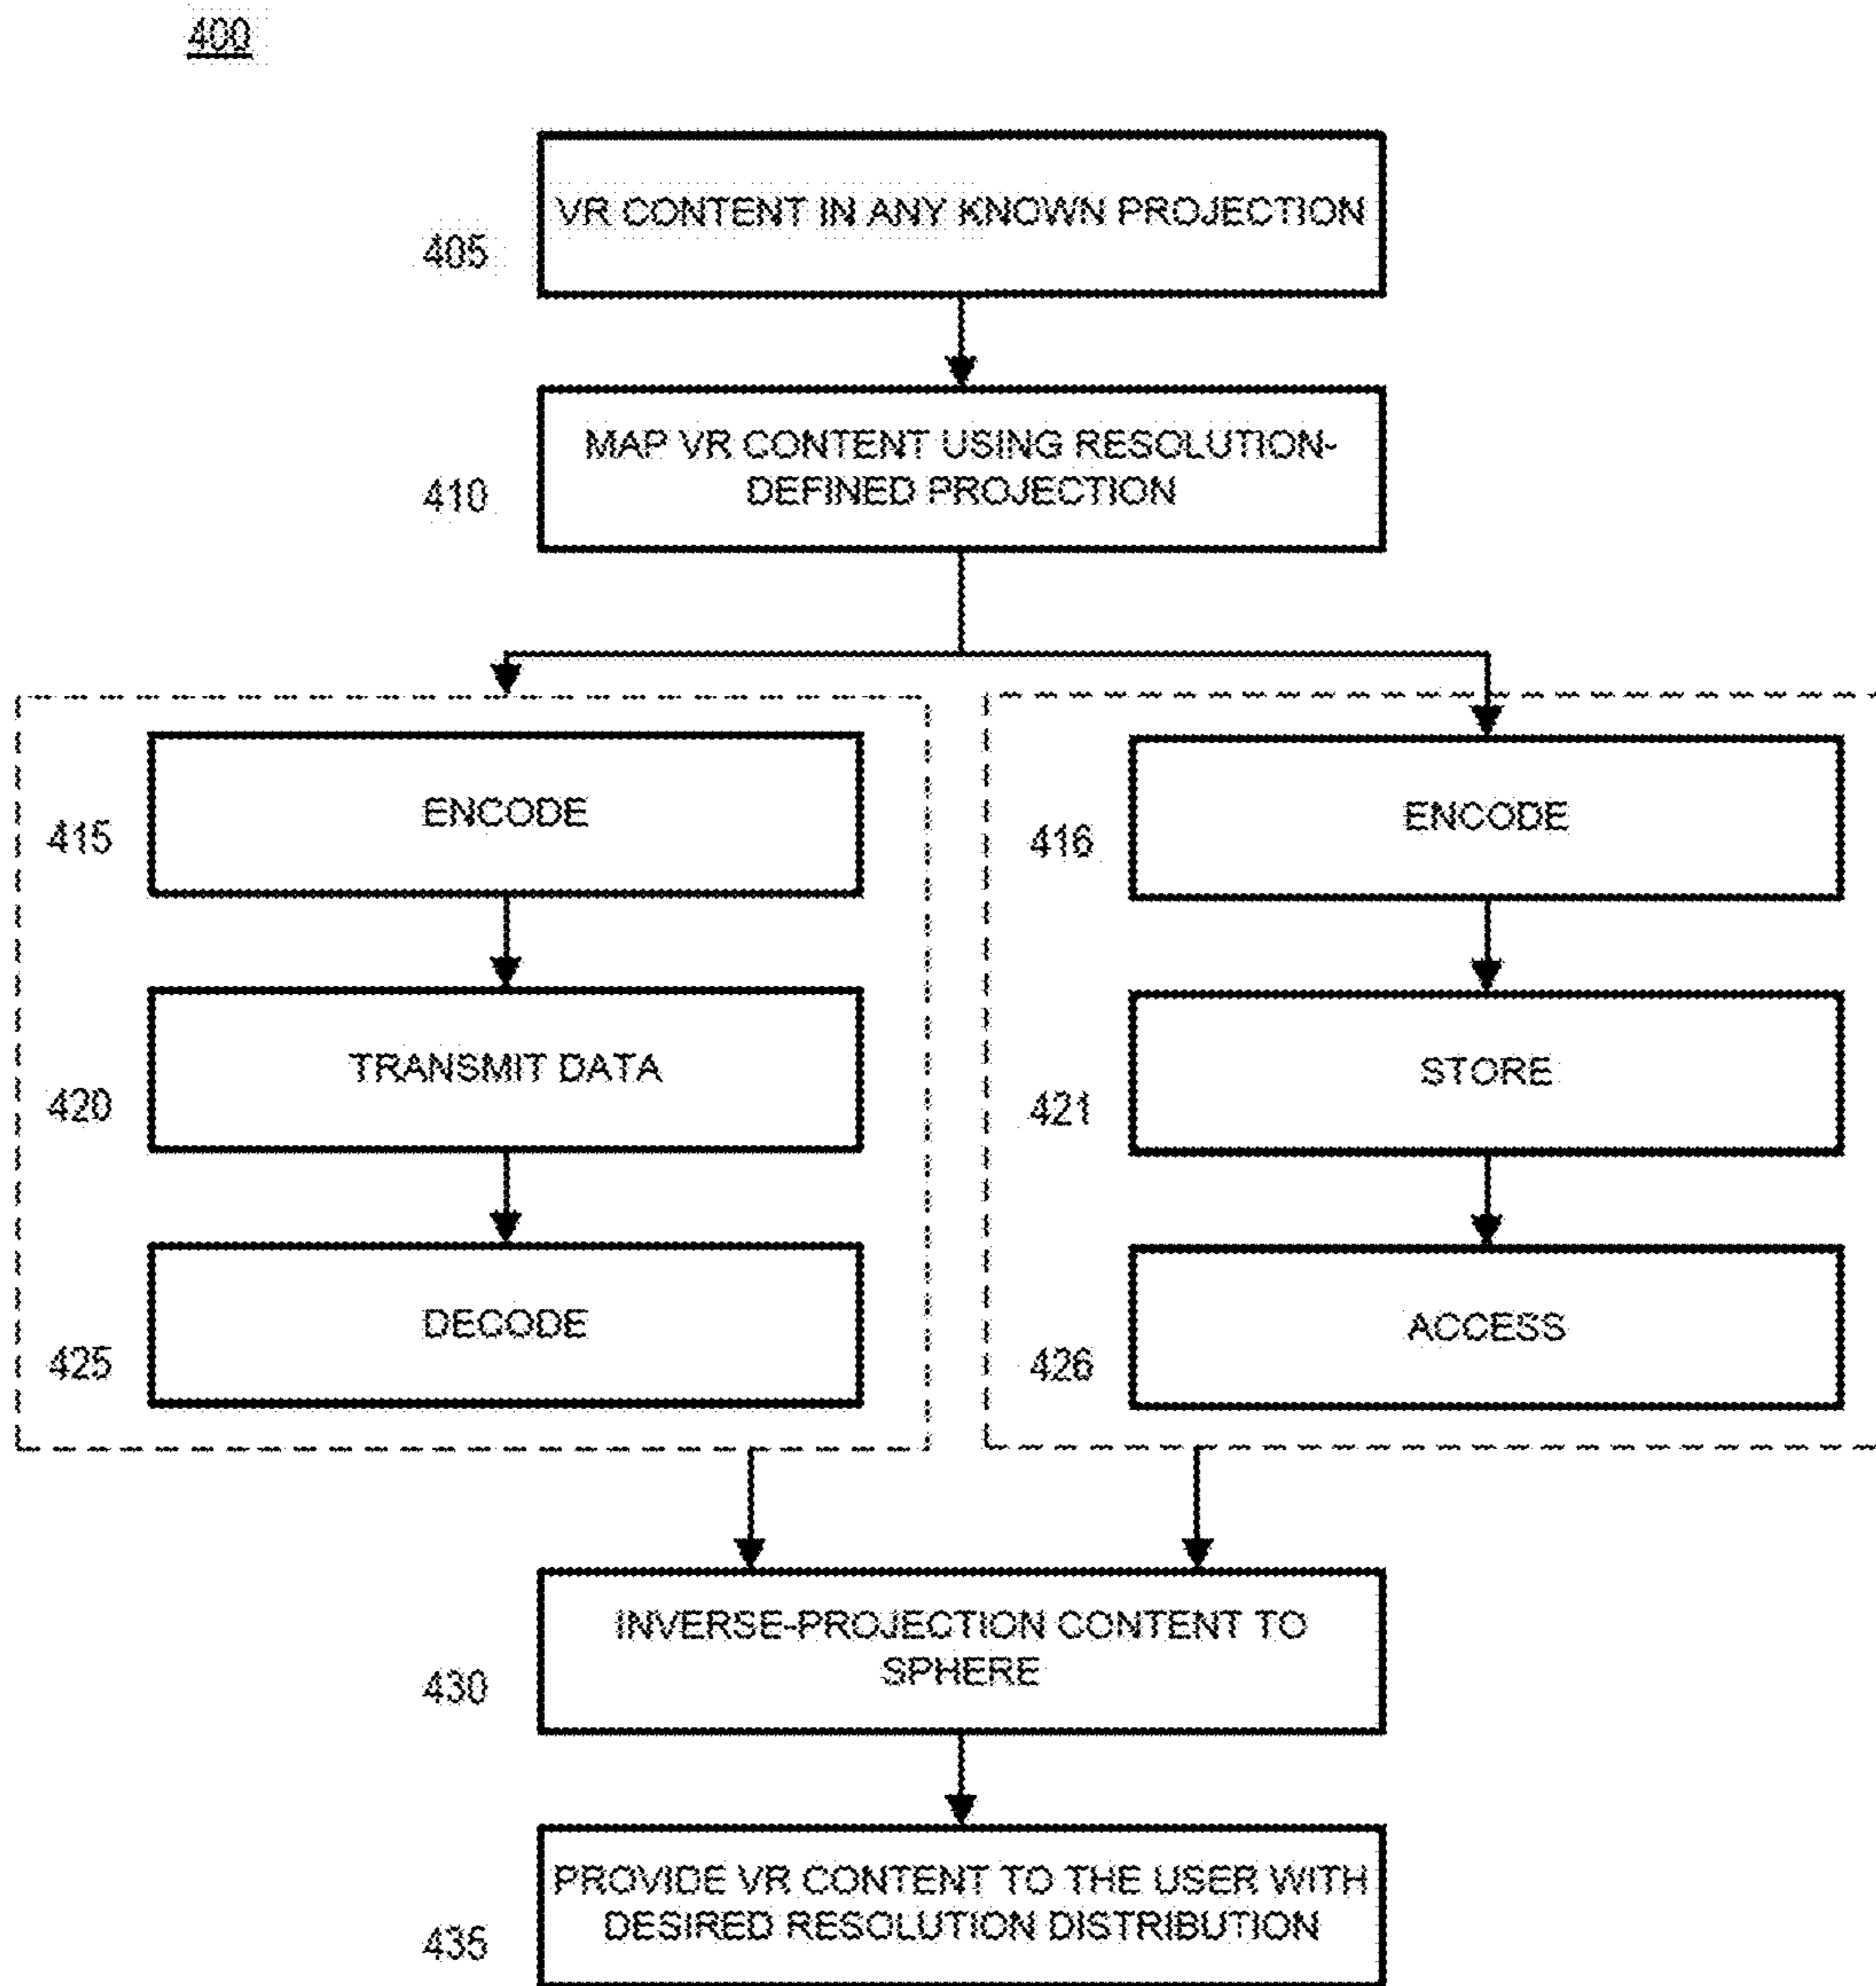 400
VR CONTENT IN ANY KNOWN PROJECTION
405
MAP VR CONTENT USING RESOLUTION-
DEFINED PROJECTION
410
ENCODE
415
ENCODE
416
TRANSMIT DATA
420
STORE
421
DECODE
425
ACCESS
426
INVERSE-PROJECTION CONTENT TO
SPHERE
430
PROVIDE VR CONTENT TO THE USER WITH
DESIRED RESOLUTION DISTRIBUTION
435